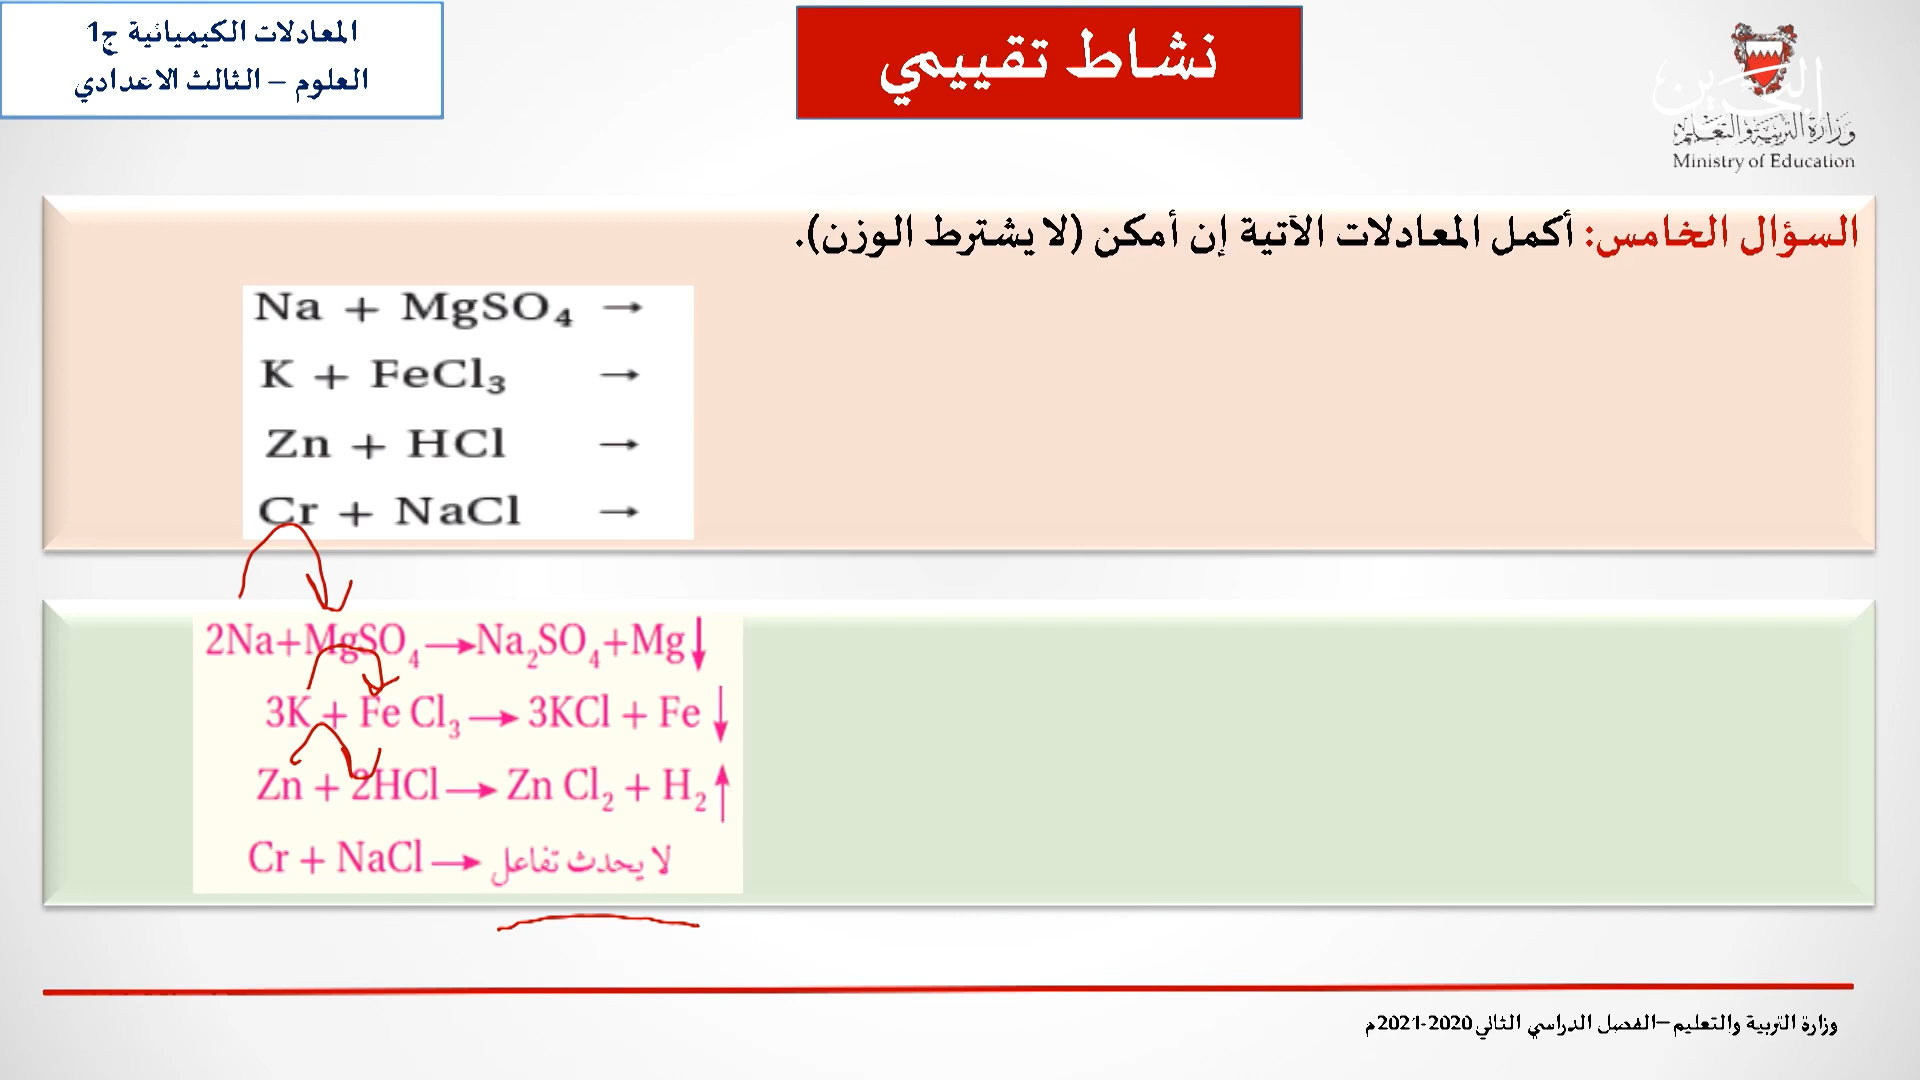 المعادلات الكيميائية ج1
العلوم – الثالث الاعدادي
نشاط تقييمي
البحرين
وزارة التربية والتعليم
Ministry of Education
السؤال الخامس: أكمل المعادلات الآتية إن أمكن (لا يشترط الوزن).
Na + MgSO₄ →
K + FeCl₃ →
Zn + HCl →
Cr + NaCl →
2Na+MgSO₄→Na₂SO₄+Mg↓
3K + Fe Cl₃→ 3KCl + Fe ↓
Zn + 2HCl→ Zn Cl₂ + H₂↑
Cr + NaCl→ لا يحدث تفاعل
وزارة التربية والتعليم –الفصل الدراسي الثاني 2020-2021م